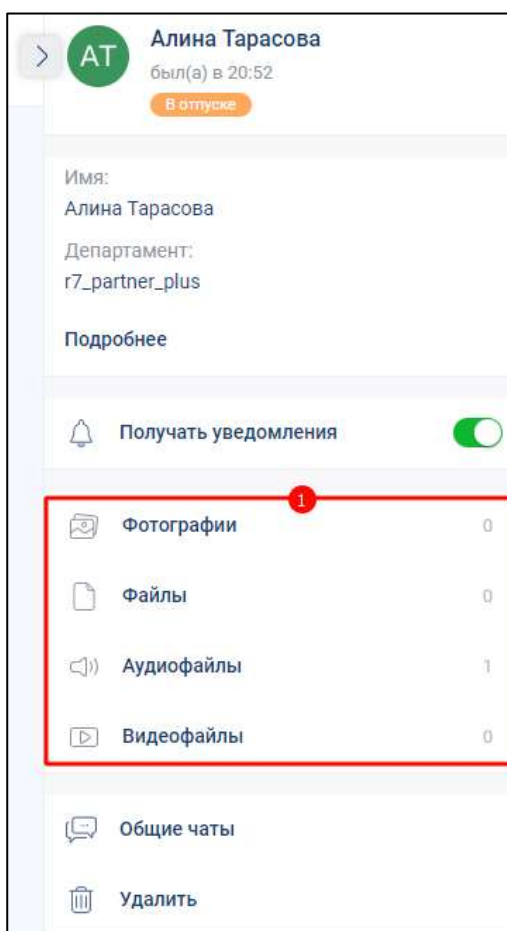 АТ
Алина Тарасова
был(а) в 20:52
В отпуске
Имя:
Алина Тарасова
Департамент:
r7_partner_plus
Подробнее
Получать уведомления
1
Фотографии 0
Файлы 0
Аудиофайлы 1
Видеофайлы 0
Общие чаты
Удалить